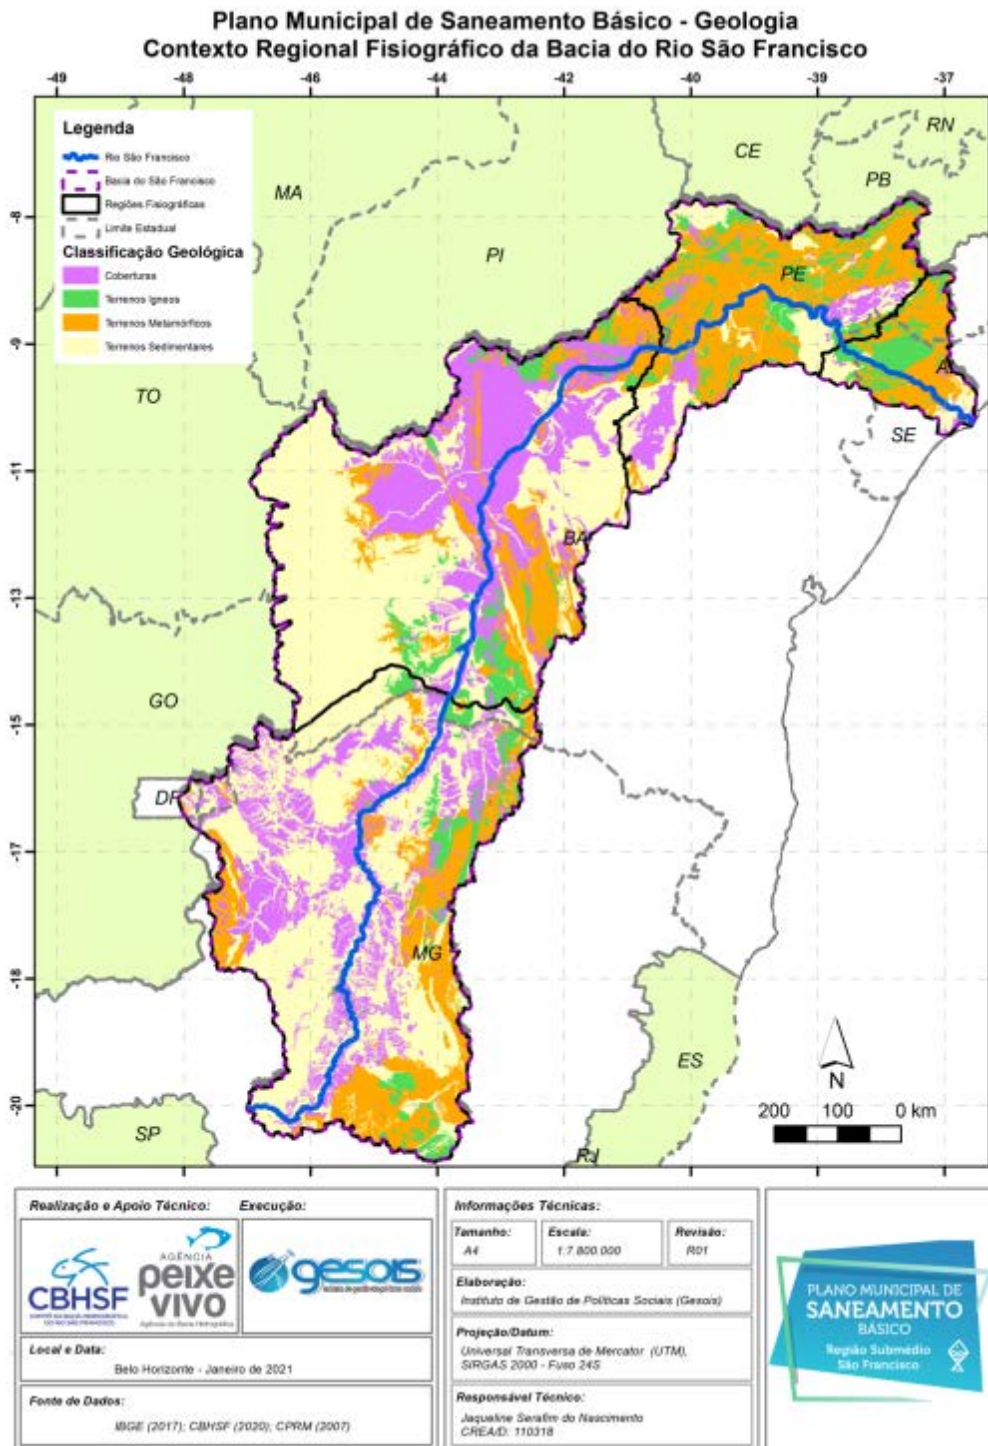 Plano Municipal de Saneamento Básico - Geologia
Contexto Regional Fisiográfico da Bacia do Rio São Francisco
-49 -48 -46 -44 -42 -40 -39 -37
Legenda
Rio São Francisco
Bacia do São Francisco
Regiões Fisiográficas
Limite Estadual
Classificação Geológica
Coberturas
Terrenos Ígneos
Terrenos Metamórficos
Terrenos Sedimentares
RN
CE
PB
MA
-8
PI
PE
-9
TO
SE
-11
BA
-13
GO
-15
DF
-17
MG
-18
ES
N
-20
200 100 0 km
SP
RJ
Realização e Apoio Técnico: Execução:
CBHSF
AGÊNCIA
peixe
vivo
Agência de Bacia Hidrográfica
gesois
Local e Data:
Belo Horizonte - Janeiro de 2021
Fonte de Dados:
IBGE (2017); CBHSF (2020); CPRM (2007)
Informações Técnicas:
Tamanho: Escala: Revisão:
A4 1:7.800.000 R01
Elaboração:
Instituto de Gestão de Políticas Sociais (Gesois)
Projeção/Datum:
Universal Transversa de Mercator (UTM),
SIRGAS 2000 - Fuso 24S
Responsável Técnico:
Jaqueline Serafim do Nascimento
CREA/D: 110318
PLANO MUNICIPAL DE
SANEAMENTO
BÁSICO
Região Submédio
São Francisco